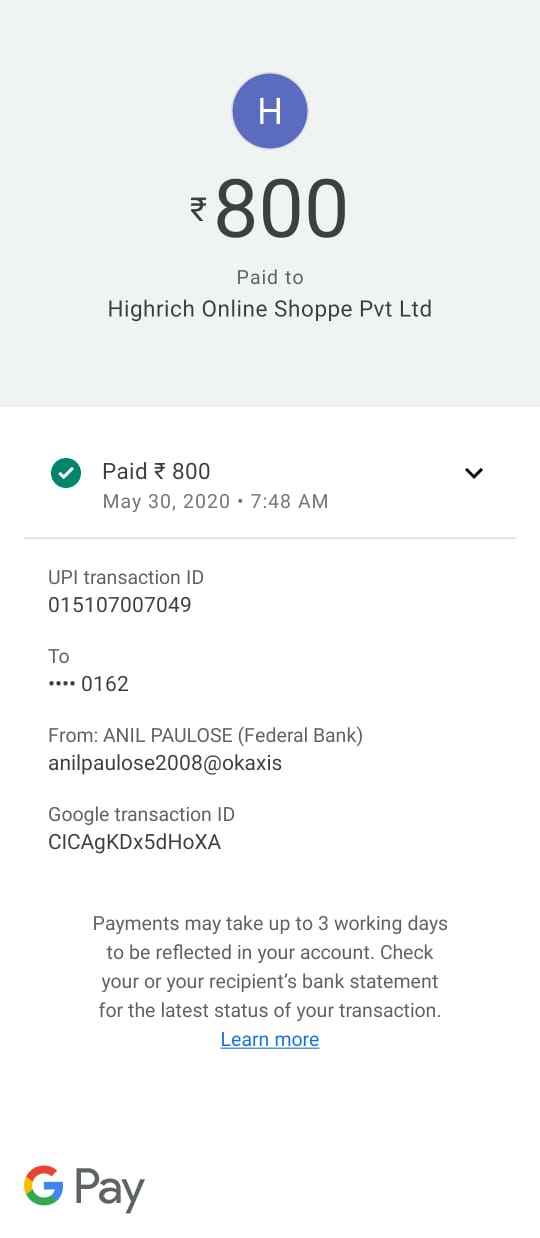 H
₹800
Paid to
Highrich Online Shoppe Pvt Ltd
Paid ₹ 800
May 30, 2020 • 7:48 AM
UPI transaction ID
015107007049
To
•••• 0162
From: ANIL PAULOSE (Federal Bank)
anilpaulose2008@okaxis
Google transaction ID
CICAgKDx5dHoXA
Payments may take up to 3 working days
to be reflected in your account. Check
your or your recipient’s bank statement
for the latest status of your transaction.
Learn more
G Pay